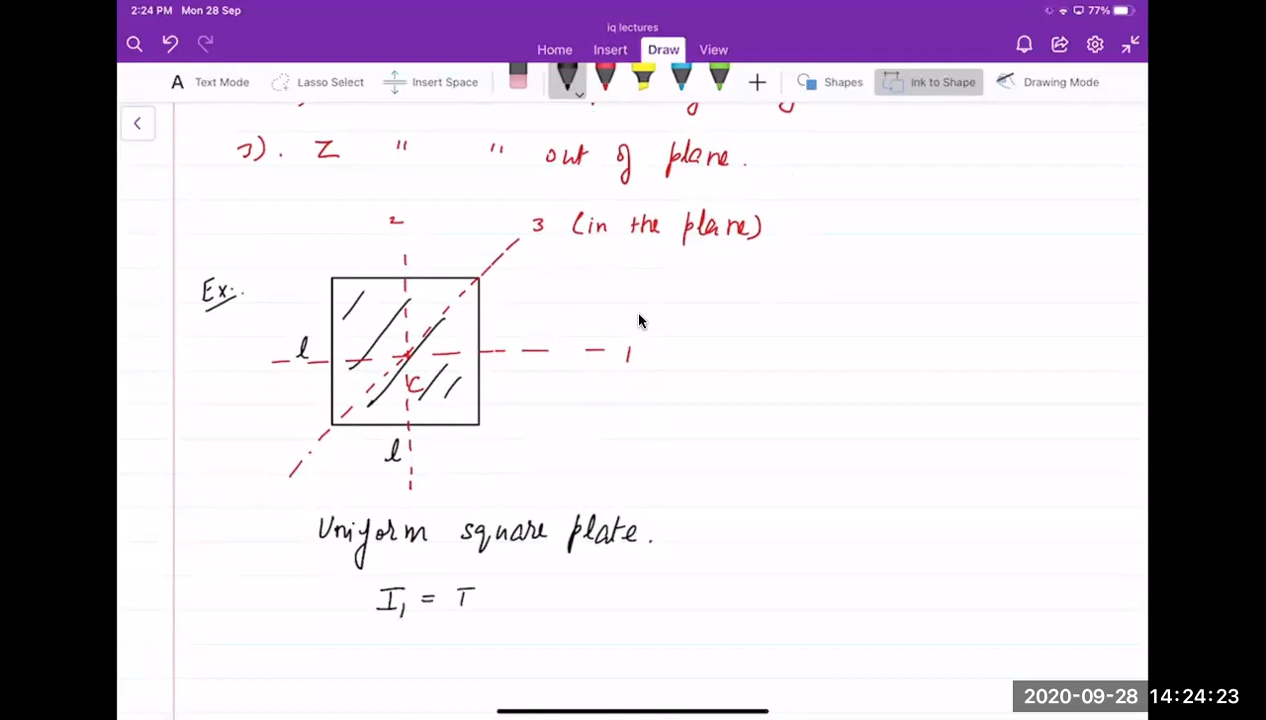 2:24 PM Mon 28 Sep
77%
iq lectures
Home Insert Draw View
A Text Mode Lasso Select Insert Space Shapes Ink to Shape Drawing Mode
3). Z " " out of plane.
2
3 (in the plane)
Ex:.
l
1
C
l
Uniform square plate.
I₁ =
2020-09-28 14:24:23